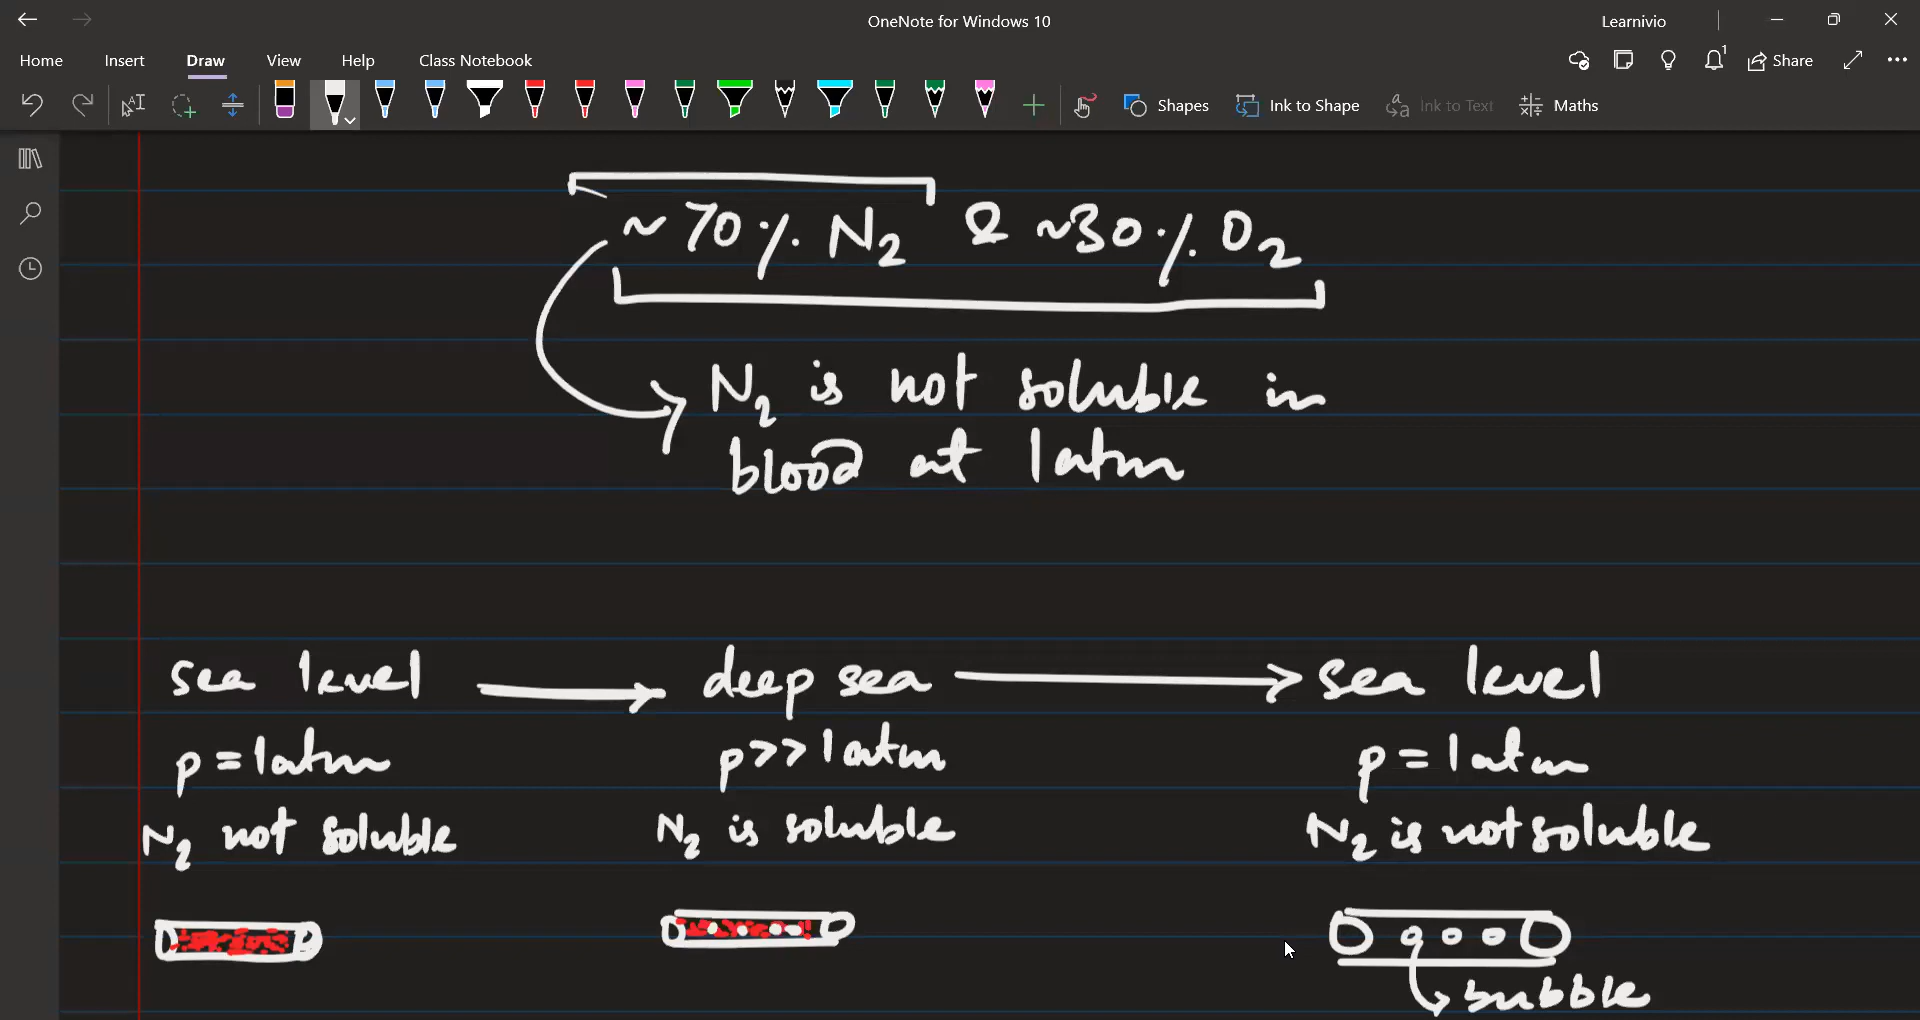 OneNote for Windows 10
Learnivio
Home Insert Draw View Help Class Notebook
1
Share
Shapes Ink to Shape Ink to Text Maths
~70% N2 & ~30% O2
N2 is not soluble in
blood at 1atm
sea level → deep sea → sea level
p=1atm p>>1atm p=1atm
N2 not soluble N2 is soluble N2 is not soluble
bubble